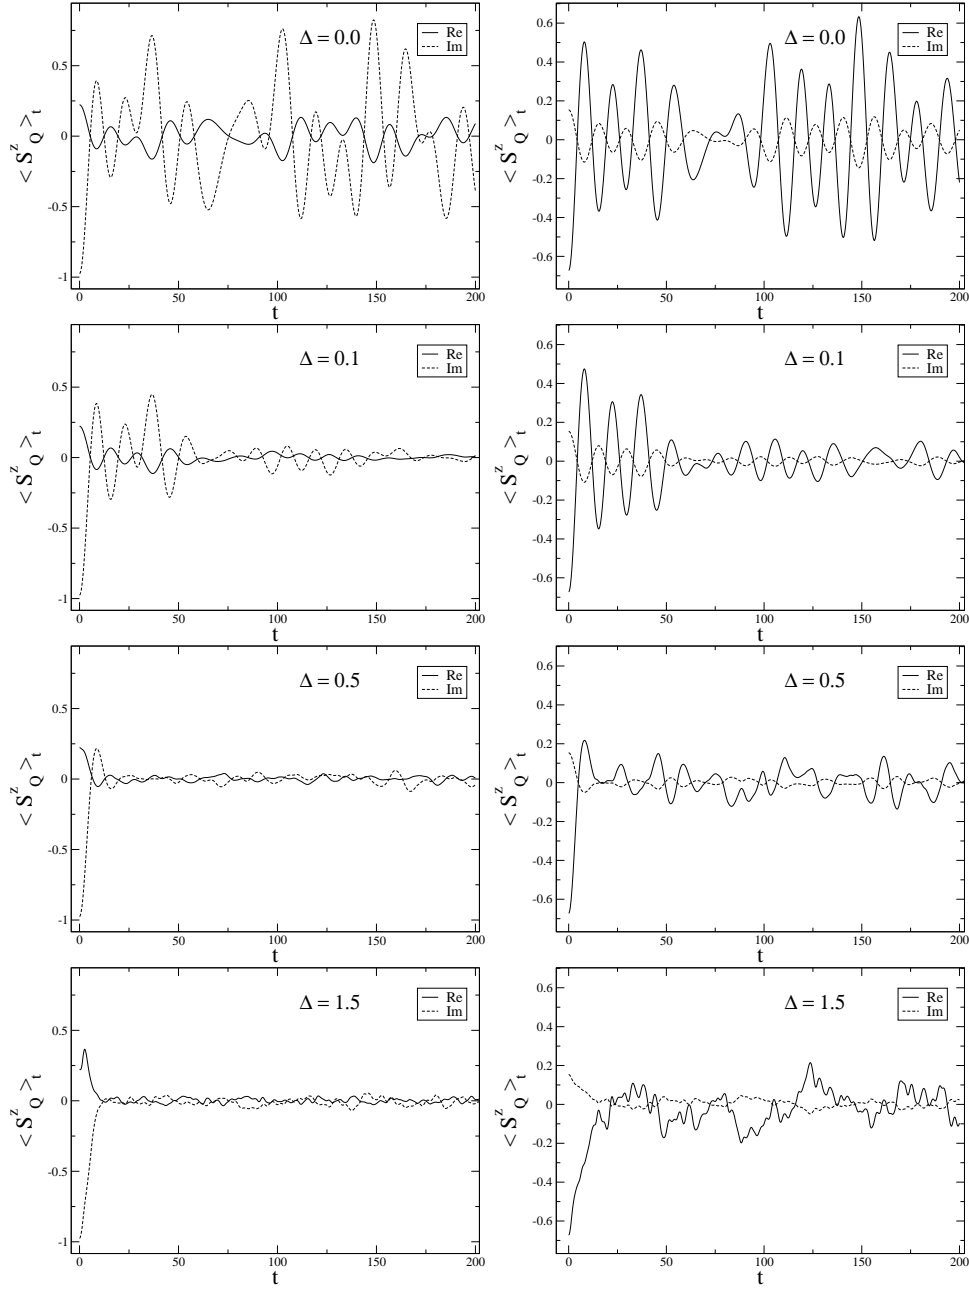 Δ = 0.0
Re
Im
0.5
0
-0.5
-1
0
50
100
150
200
t
< S^z_Q >_t
Δ = 0.0
Re
Im
0.6
0.4
0.2
0
-0.2
-0.4
-0.6
0
50
100
150
200
t
< S^z_Q >_t
Δ = 0.1
Re
Im
0.5
0
-0.5
-1
0
50
100
150
200
t
< S^z_Q >_t
Δ = 0.1
Re
Im
0.6
0.4
0.2
0
-0.2
-0.4
-0.6
0
50
100
150
200
t
< S^z_Q >_t
Δ = 0.5
Re
Im
0.5
0
-0.5
-1
0
50
100
150
200
t
< S^z_Q >_t
Δ = 0.5
Re
Im
0.6
0.4
0.2
0
-0.2
-0.4
-0.6
0
50
100
150
200
t
< S^z_Q >_t
Δ = 1.5
Re
Im
0.5
0
-0.5
-1
0
50
100
150
200
t
< S^z_Q >_t
Δ = 1.5
Re
Im
0.6
0.4
0.2
0
-0.2
-0.4
-0.6
0
50
100
150
200
t
< S^z_Q >_t